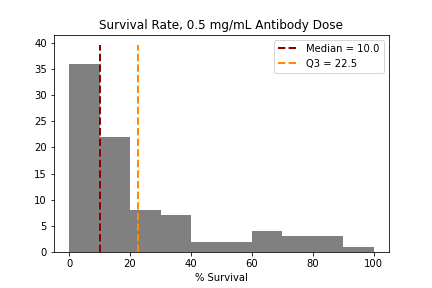 Survival Rate, 0.5 mg/mL Antibody Dose
40
35
30
25
20
15
10
5
0
Median = 10.0
Q3 = 22.5
0 20 40 60 80 100
% Survival